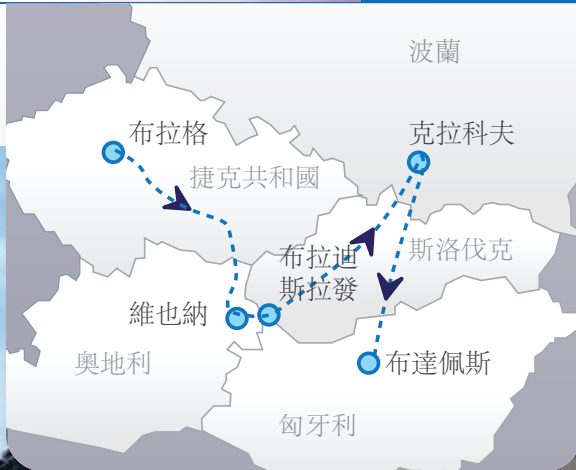 波蘭
布拉格
克拉科夫
捷克共和國
布拉迪
斯拉發
斯洛伐克
維也納
奧地利
布達佩斯
匈牙利